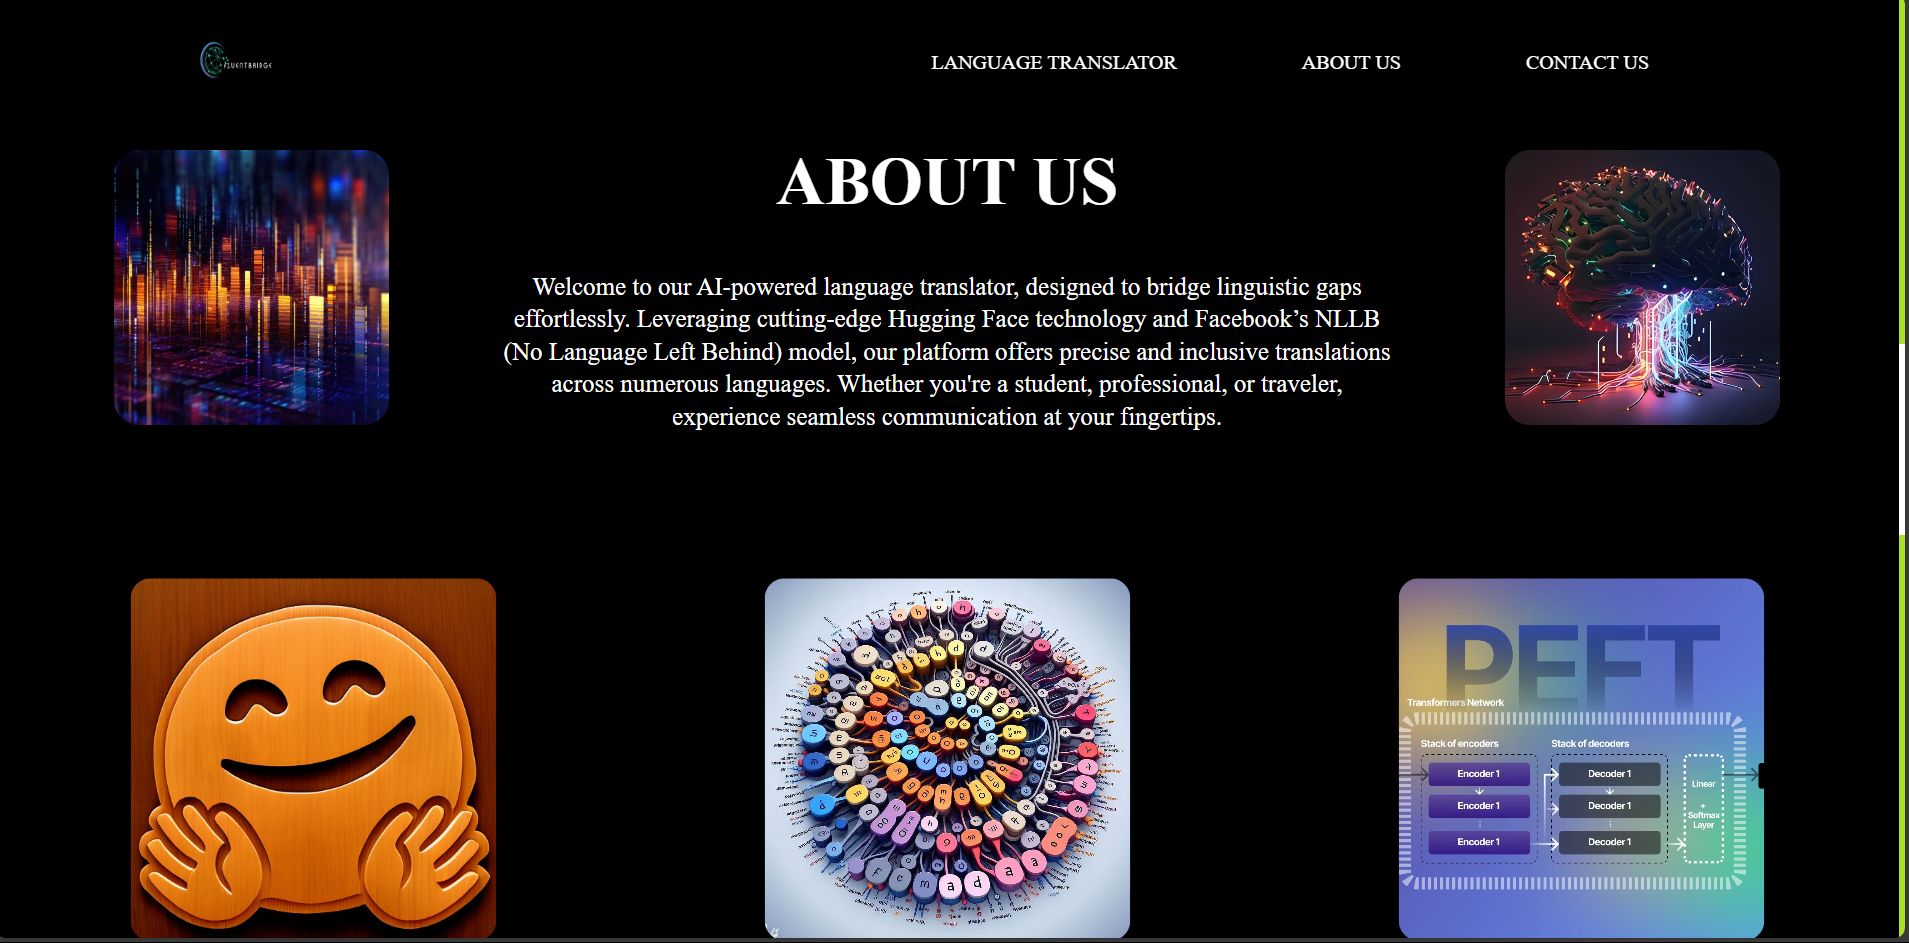 FLUENTBRIDGE
LANGUAGE TRANSLATOR
ABOUT US
CONTACT US
ABOUT US
Welcome to our AI-powered language translator, designed to bridge linguistic gaps
effortlessly. Leveraging cutting-edge Hugging Face technology and Facebook’s NLLB
(No Language Left Behind) model, our platform offers precise and inclusive translations
across numerous languages. Whether you're a student, professional, or traveler,
experience seamless communication at your fingertips.
PEFT
Transformers Network
Stack of encoders
Stack of decoders
Encoder 1
Decoder 1
Linear
Encoder 1
Decoder 1
+
Softmax
Layer
Encoder 1
Decoder 1